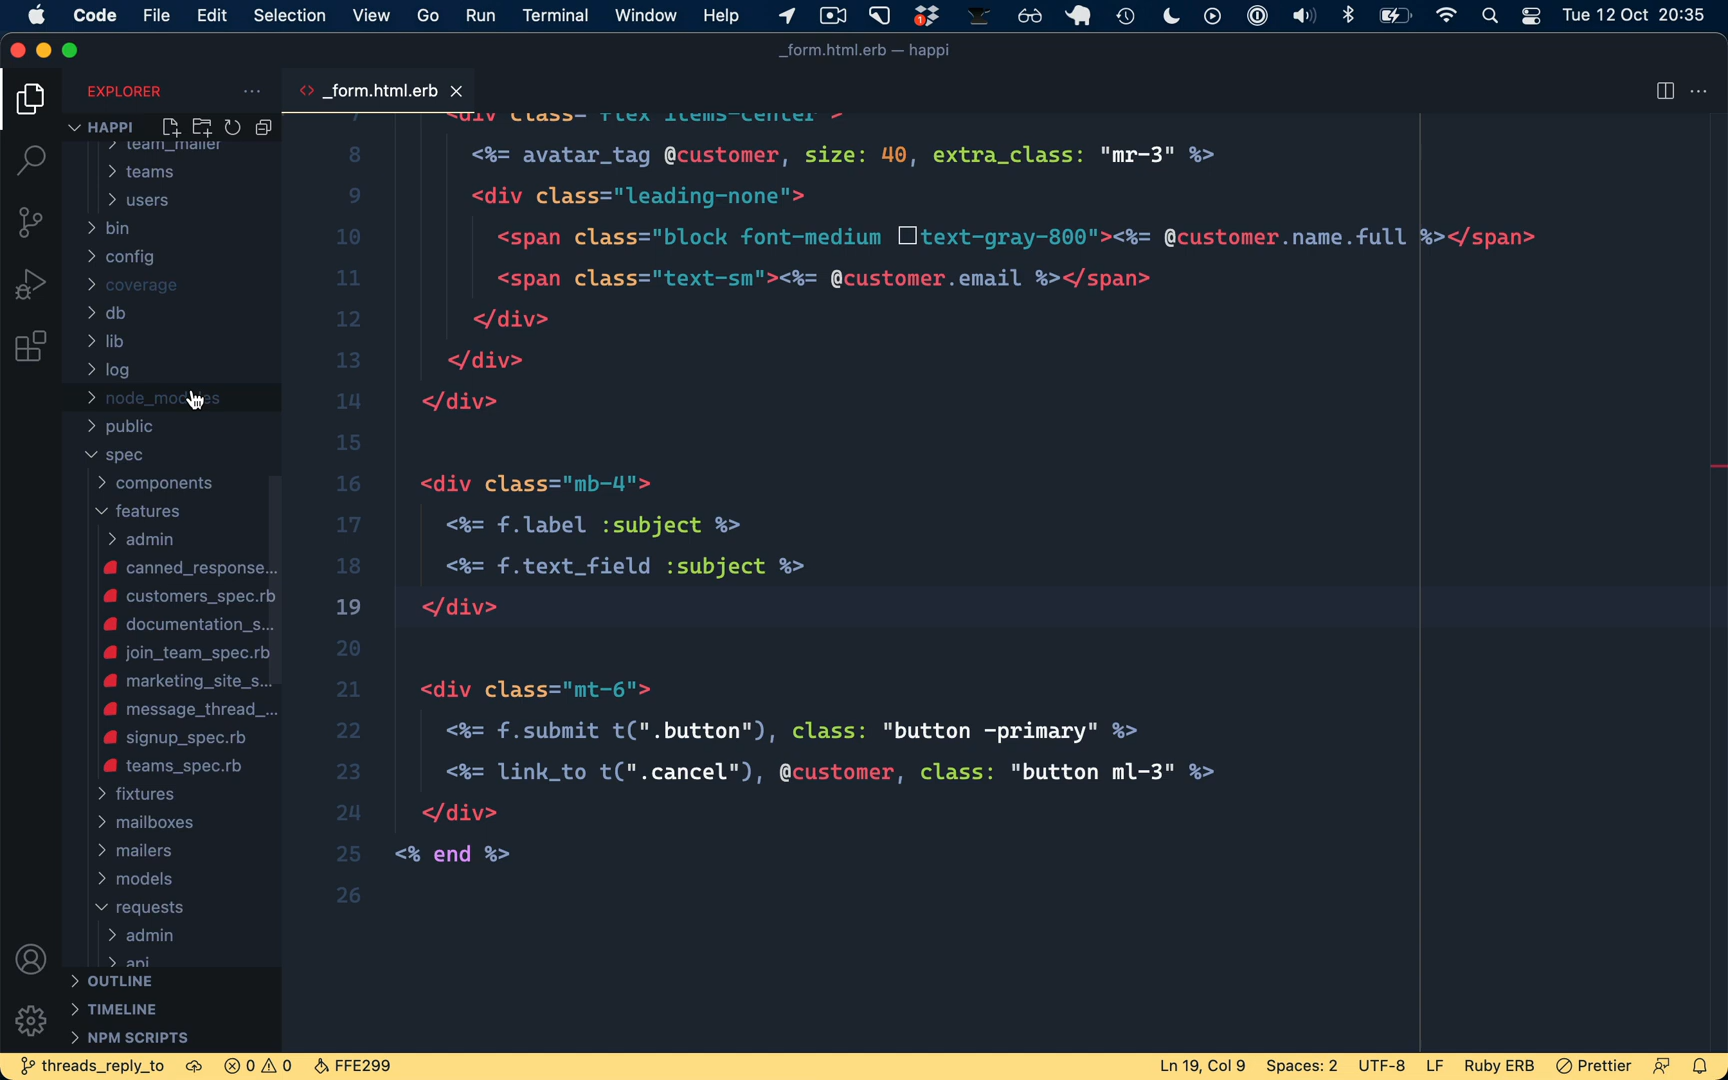 Code File Edit Selection View Go Run Terminal Window Help Tue 12 Oct 20:35
_form.html.erb — happi
EXPLORER
_form.html.erb
HAPPI
team_mailer
teams
users
bin
config
coverage
db
lib
log
public
spec
components
features
admin
canned_response...
customers_spec.rb
documentation_s...
join_team_spec.rb
marketing_site_s...
message_thread_...
signup_spec.rb
teams_spec.rb
fixtures
mailboxes
mailers
models
requests
admin
api
OUTLINE
TIMELINE
NPM SCRIPTS
7 <div class="flex items-center">
8 <%= avatar_tag @customer, size: 40, extra_class: "mr-3" %>
9 <div class="leading-none">
10 <span class="block font-medium text-gray-800"><%= @customer.name.full %></span>
11 <span class="text-sm"><%= @customer.email %></span>
12 </div>
13 </div>
14 </div>
15
16 <div class="mb-4">
17 <%= f.label :subject %>
18 <%= f.text_field :subject %>
19 </div>
20
21 <div class="mt-6">
22 <%= f.submit t(".button"), class: "button -primary" %>
23 <%= link_to t(".cancel"), @customer, class: "button ml-3" %>
24 </div>
25 <% end %>
26
threads_reply_to 0 0 FFE299 Ln 19, Col 9 Spaces: 2 UTF-8 LF Ruby ERB Prettier